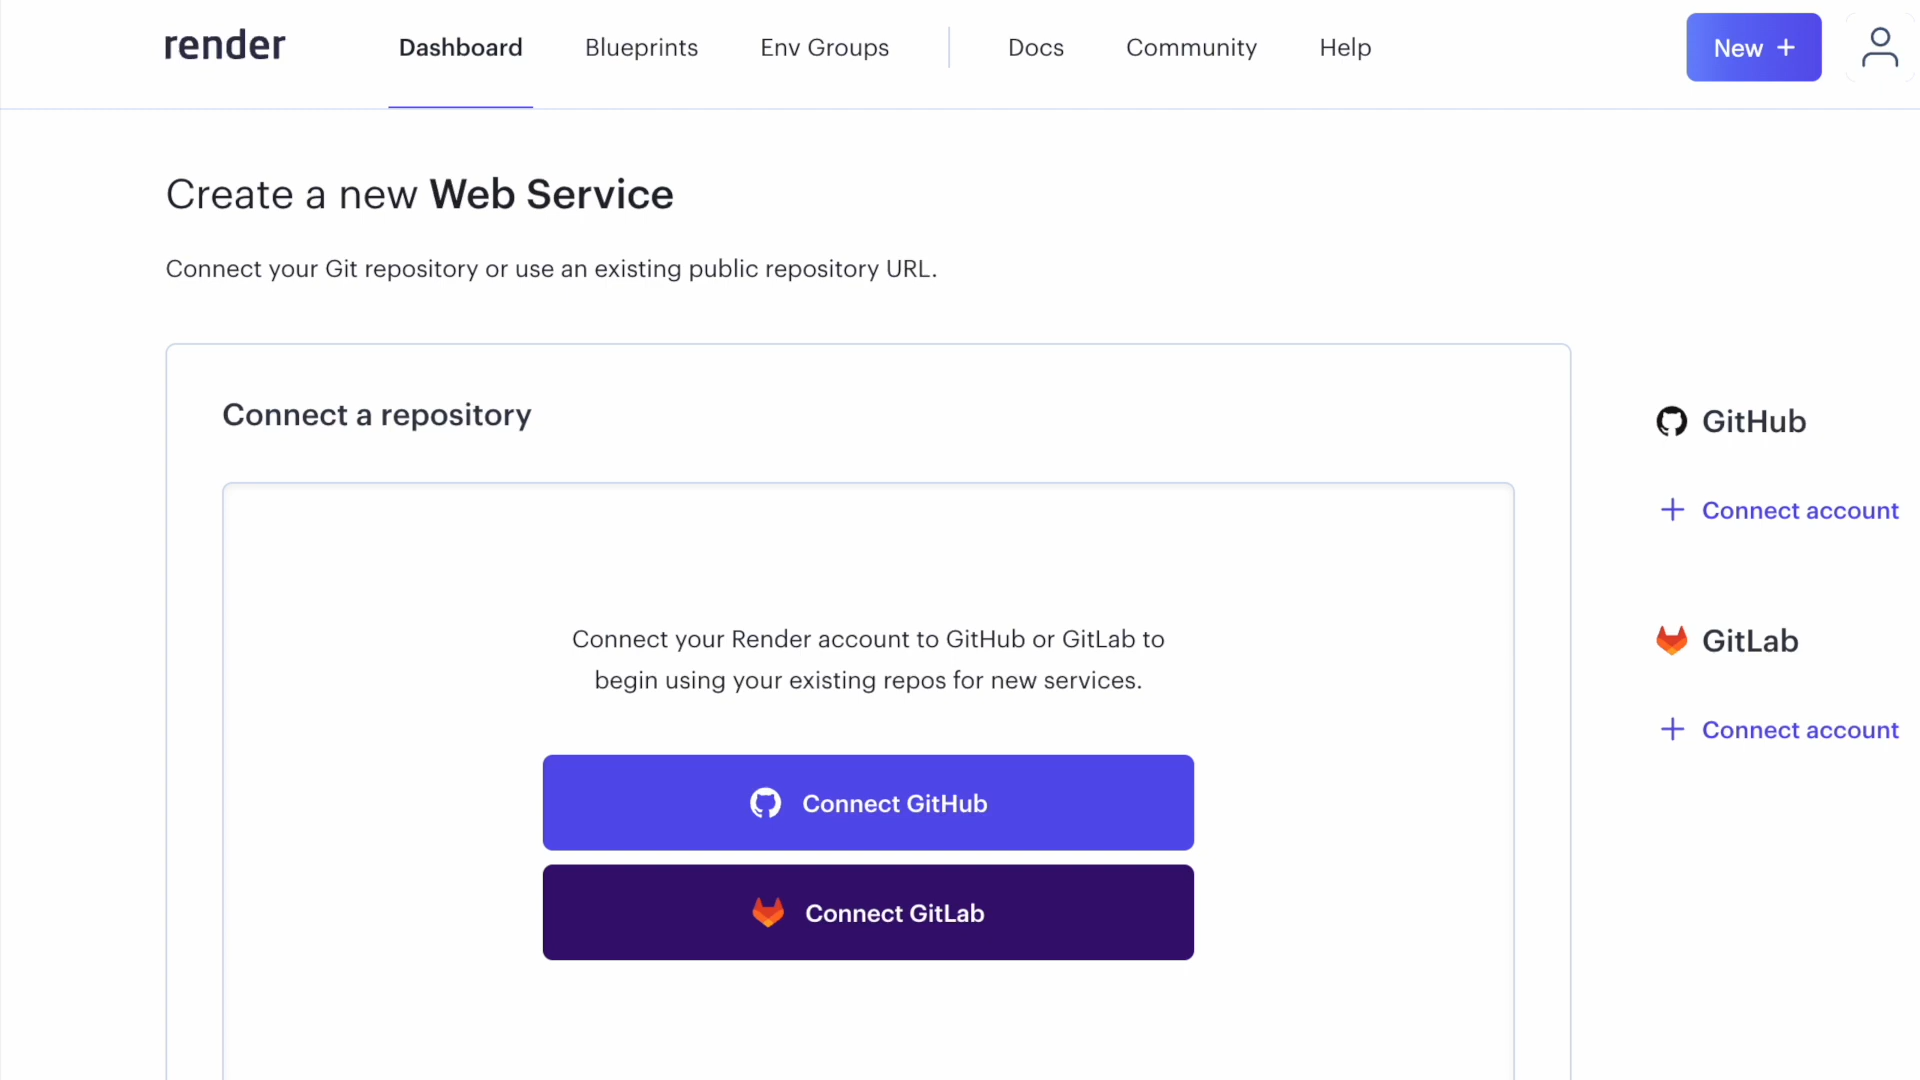 render
Dashboard
Blueprints
Env Groups
Docs
Community
Help
New +
Create a new Web Service
Connect your Git repository or use an existing public repository URL.
Connect a repository
Connect your Render account to GitHub or GitLab to
begin using your existing repos for new services.
Connect GitHub
Connect GitLab
GitHub
+ Connect account
GitLab
+ Connect account